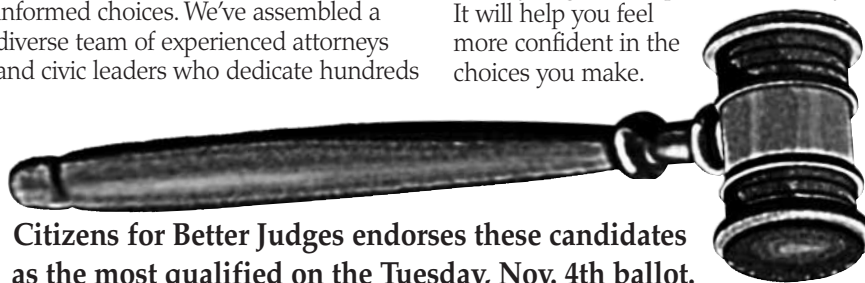 informed choices. We've assembled a
diverse team of experienced attorneys
and civic leaders who dedicate hundreds
It will help you feel
more confident in the
choices you make.
Citizens for Better Judges endorses these candidates
as the most qualified on the Tuesday, Nov. 4th ballot.